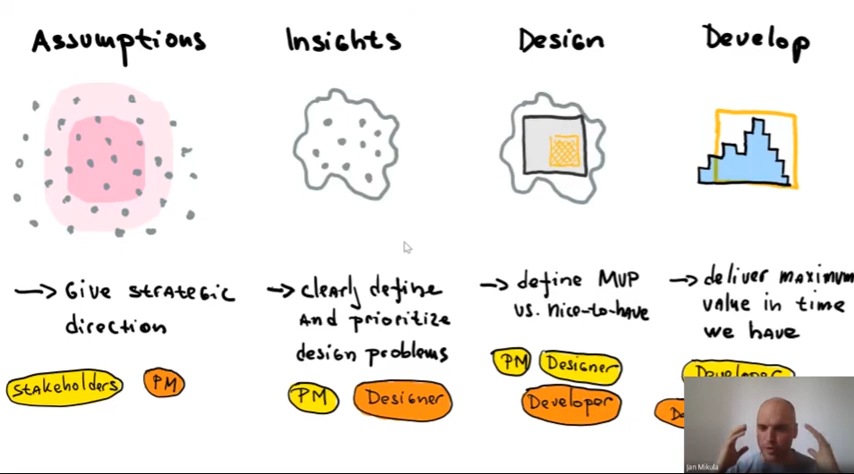 Assumptions
Insights
Design
Develop
→ Give strategic
direction
→ clearly define
and prioritize
design problems
→ define MVP
vs. nice-to-have
→ deliver maximum
value in time
we have
Stakeholders
PM
PM
Designer
PM
Designer
Developer
Developer
Jan Mikula